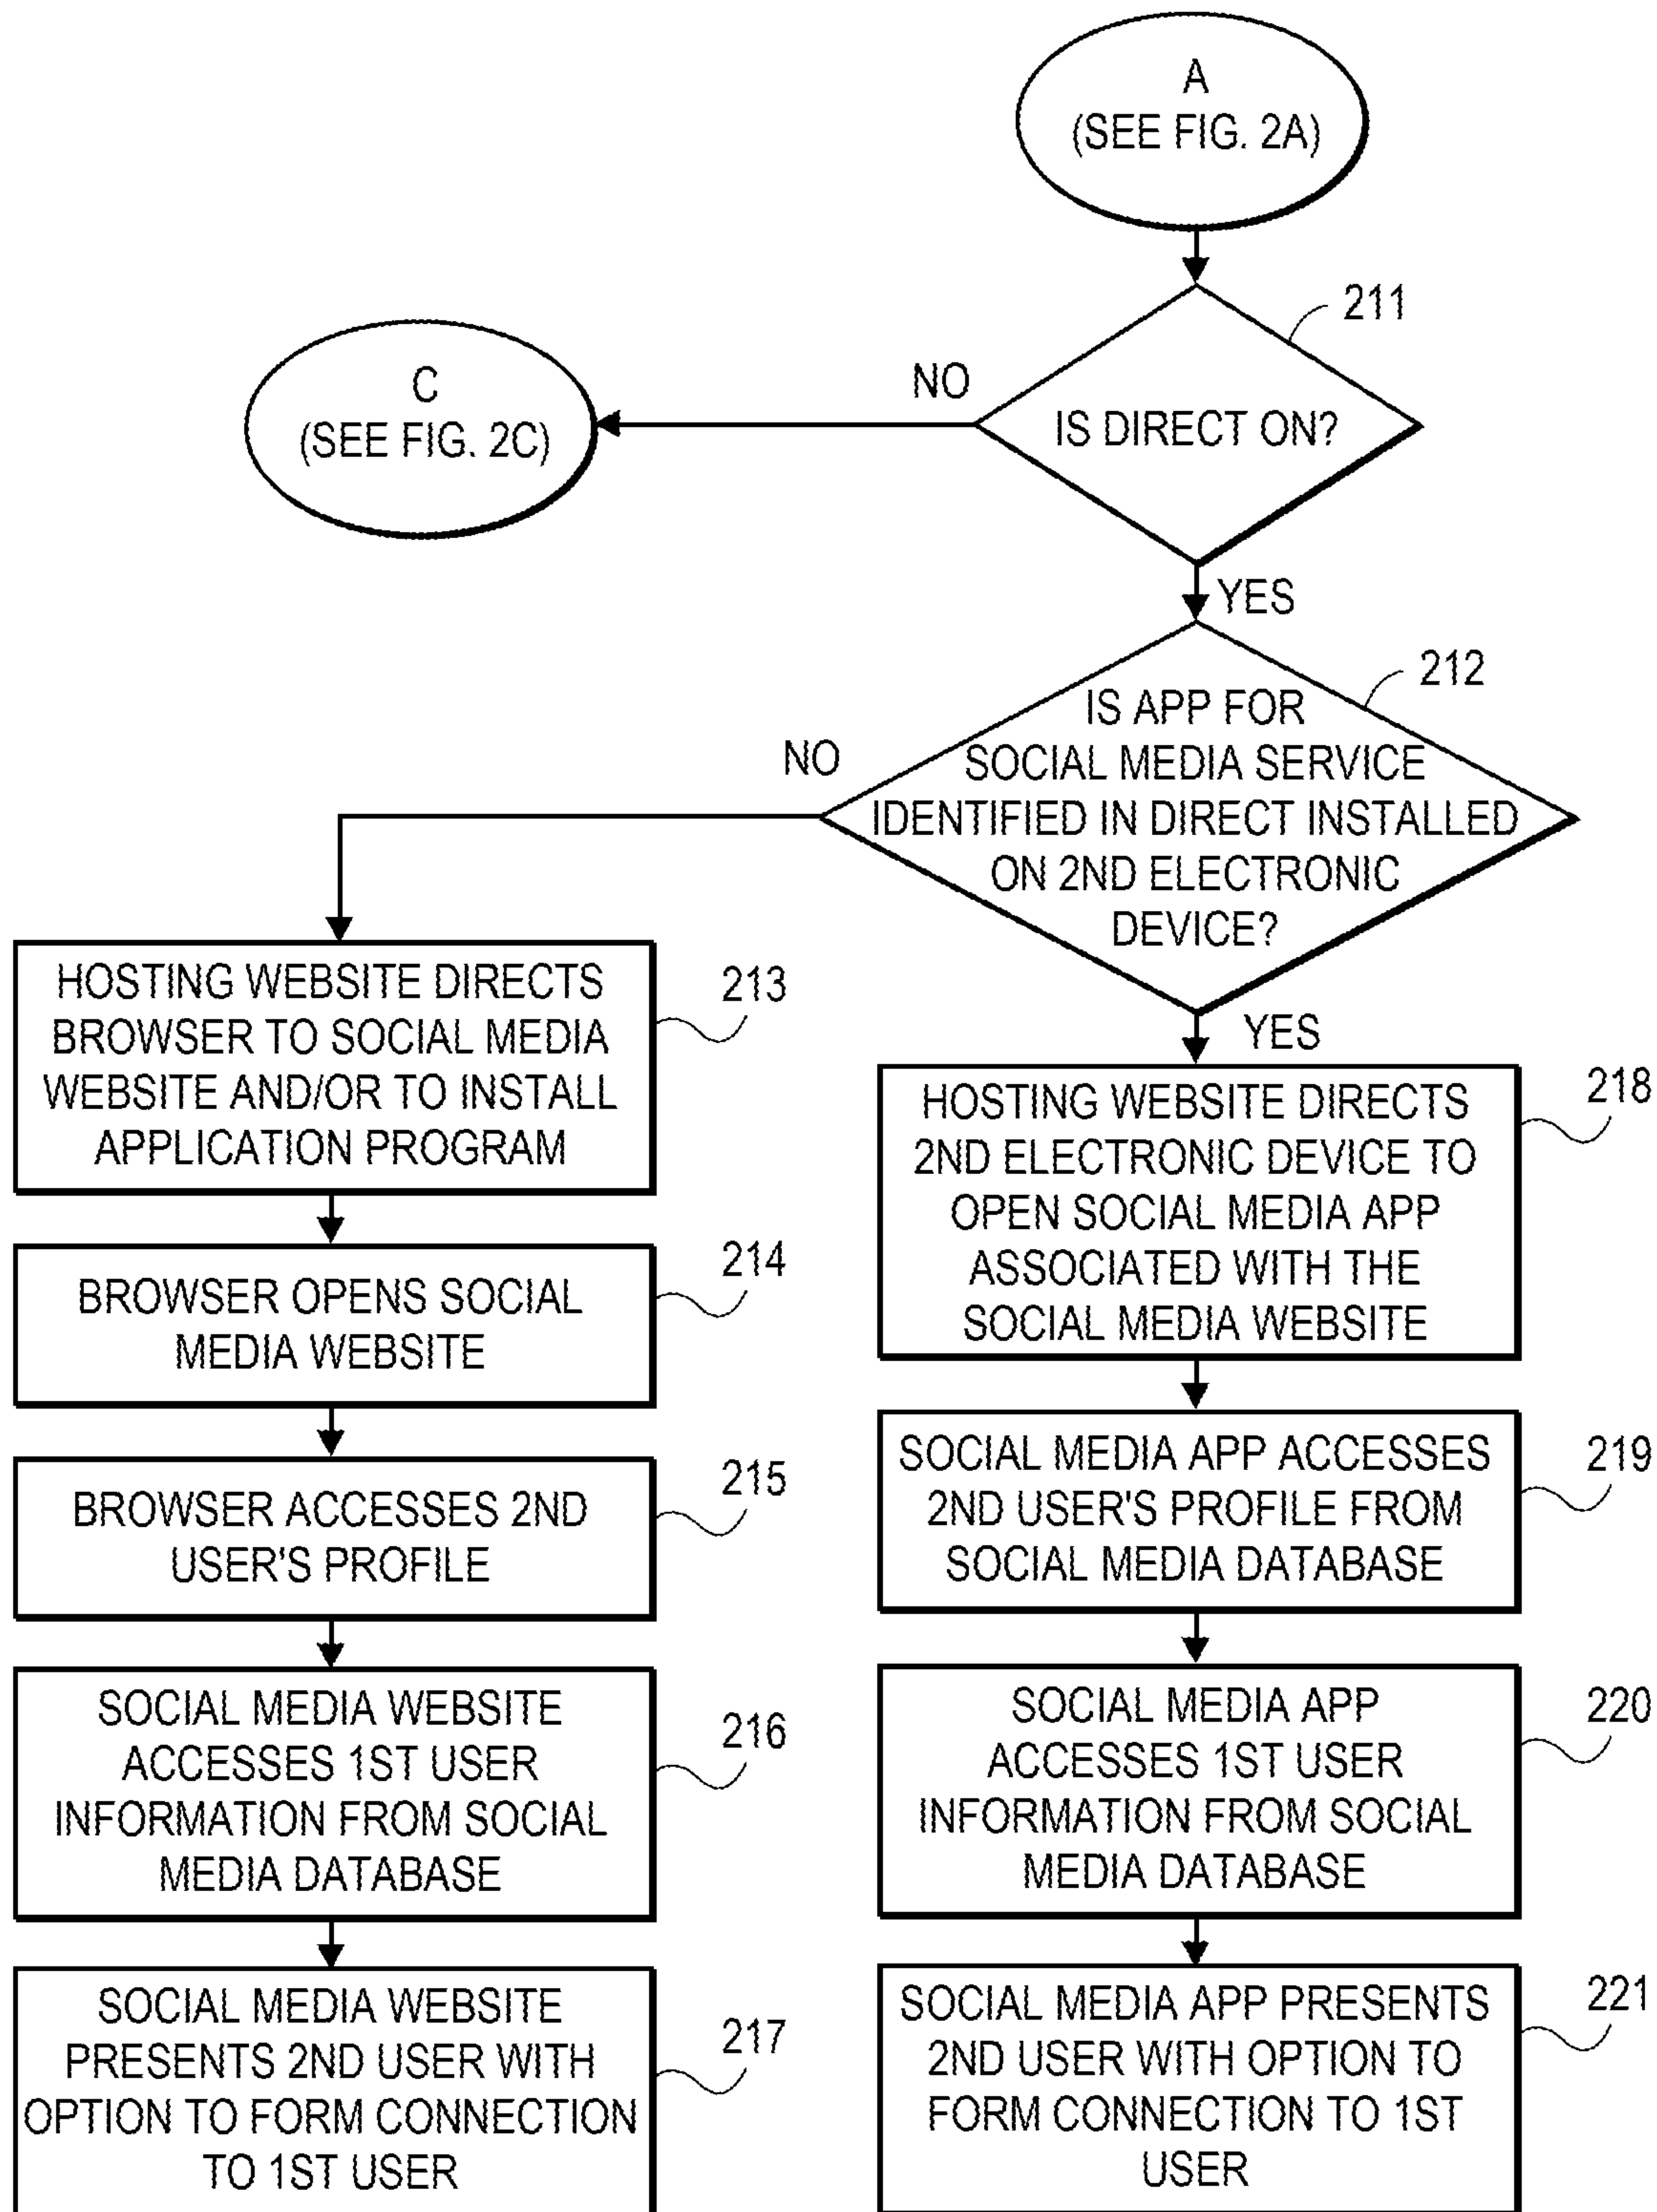 A
(SEE FIG. 2A)
211
IS DIRECT ON?
NO
C
(SEE FIG. 2C)
YES
212
IS APP FOR
SOCIAL MEDIA SERVICE
IDENTIFIED IN DIRECT INSTALLED
ON 2ND ELECTRONIC
DEVICE?
NO
HOSTING WEBSITE DIRECTS
BROWSER TO SOCIAL MEDIA
WEBSITE AND/OR TO INSTALL
APPLICATION PROGRAM
213
BROWSER OPENS SOCIAL
MEDIA WEBSITE
214
BROWSER ACCESSES 2ND
USER'S PROFILE
215
SOCIAL MEDIA WEBSITE
ACCESSES 1ST USER
INFORMATION FROM SOCIAL
MEDIA DATABASE
216
SOCIAL MEDIA WEBSITE
PRESENTS 2ND USER WITH
OPTION TO FORM CONNECTION
TO 1ST USER
217
YES
HOSTING WEBSITE DIRECTS
2ND ELECTRONIC DEVICE TO
OPEN SOCIAL MEDIA APP
ASSOCIATED WITH THE
SOCIAL MEDIA WEBSITE
218
SOCIAL MEDIA APP ACCESSES
2ND USER'S PROFILE FROM
SOCIAL MEDIA DATABASE
219
SOCIAL MEDIA APP
ACCESSES 1ST USER
INFORMATION FROM SOCIAL
MEDIA DATABASE
220
SOCIAL MEDIA APP PRESENTS
2ND USER WITH OPTION TO
FORM CONNECTION TO 1ST
USER
221